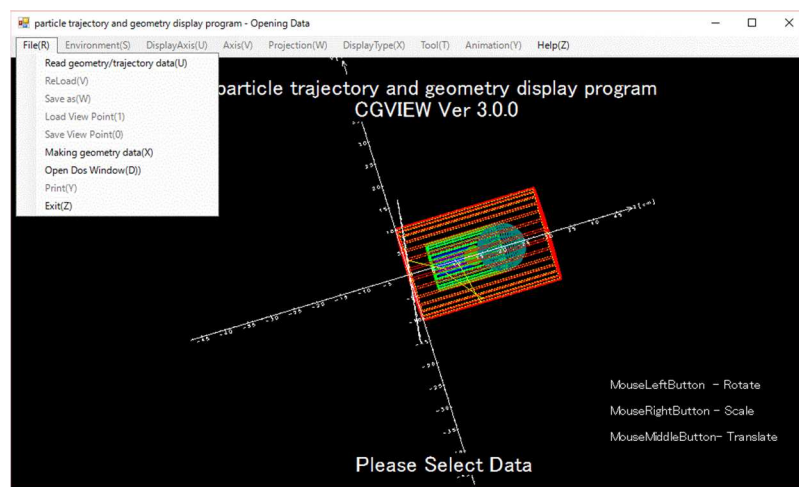 particle trajectory and geometry display program - Opening Data
File(R) Environment(S) DisplayAxis(U) Axis(V) Projection(W) DisplayType(X) Tool(T) Animation(Y) Help(Z)
Read geometry/trajectory data(U)
ReLoad(V)
Save as(W)
Load View Point(1)
Save View Point(0)
Making geometry data(X)
Open Dos Window(D))
Print(Y)
Exit(Z)
particle trajectory and geometry display program
CGVIEW Ver 3.0.0
MouseLeftButton - Rotate
MouseRightButton - Scale
MouseMiddleButton- Translate
Please Select Data